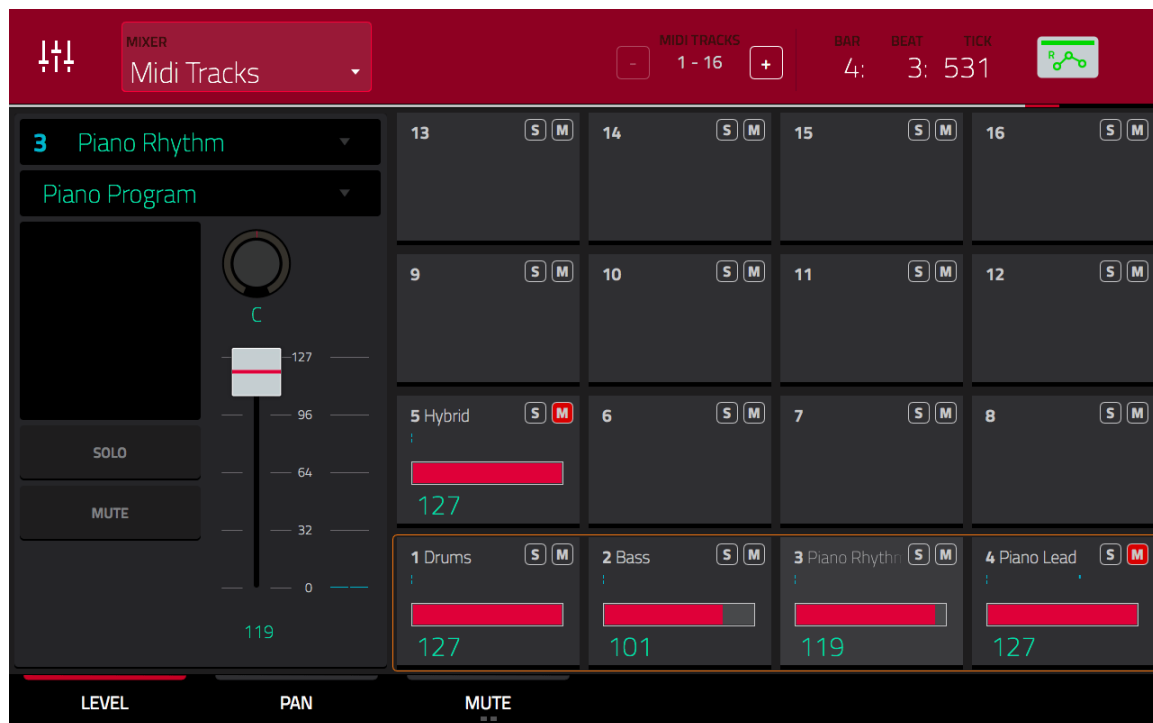 MIXER
Midi Tracks
MIDI TRACKS
- 1 - 16 +
BAR BEAT TICK
4: 3: 531
R
3 Piano Rhythm
Piano Program
C
127
96
64
32
0
119
SOLO
MUTE
13 S M
14 S M
15 S M
16 S M
9 S M
10 S M
11 S M
12 S M
5 Hybrid S M
127
6 S M
7 S M
8 S M
1 Drums S M
127
2 Bass S M
101
3 Piano Rhythm S M
119
4 Piano Lead S M
127
LEVEL PAN MUTE